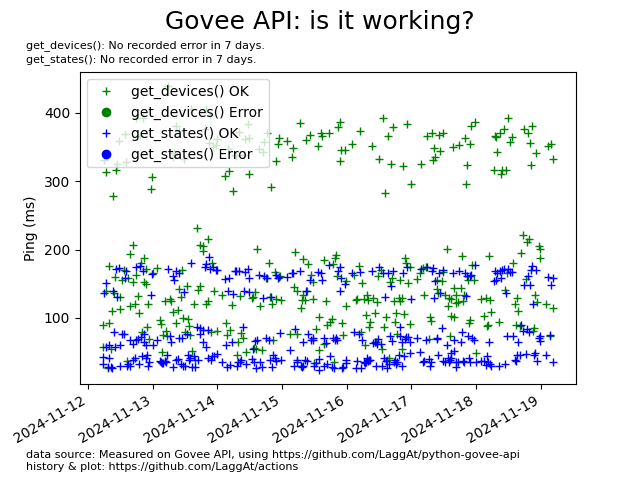 Govee API: is it working?
get_devices(): No recorded error in 7 days.
get_states(): No recorded error in 7 days.
get_devices() OK
get_devices() Error
get_states() OK
get_states() Error
Ping (ms)
400
300
200
100
2024-11-12
2024-11-13
2024-11-14
2024-11-15
2024-11-16
2024-11-17
2024-11-18
2024-11-19
data source: Measured on Govee API, using https://github.com/LaggAt/python-govee-api
history & plot: https://github.com/LaggAt/actions